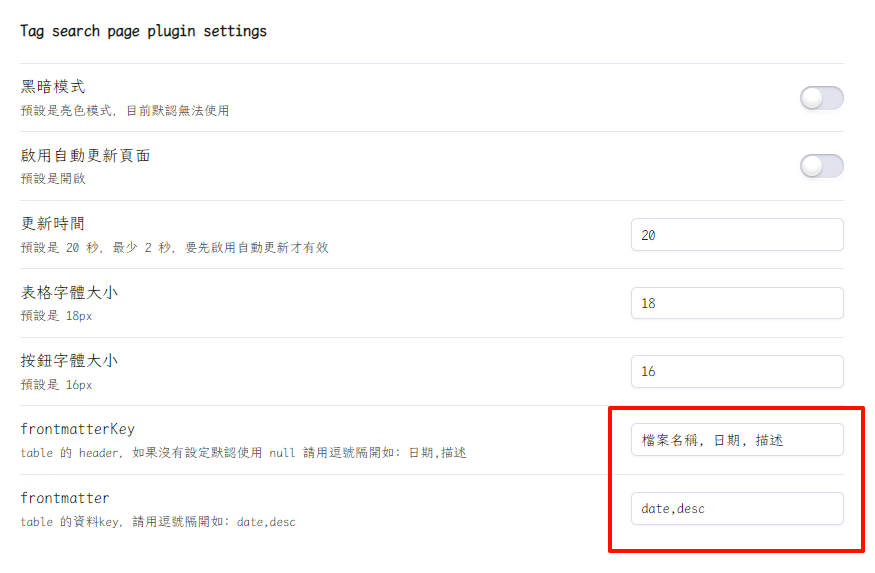 Tag search page plugin settings
黑暗模式
預設是亮色模式, 目前默認無法使用
啟用自動更新頁面
預設是開啟
更新時間
預設是 20 秒, 最少 2 秒, 要先啟用自動更新才有效
20
表格字體大小
預設是 18px
18
按鈕字體大小
預設是 16px
16
frontmatterKey
table 的 header, 如果沒有設定默認使用 null 請用逗號隔開如: 日期,描述
檔案名稱, 日期, 描述
frontmatter
table 的資料key, 請用逗號隔開如: date,desc
date,desc